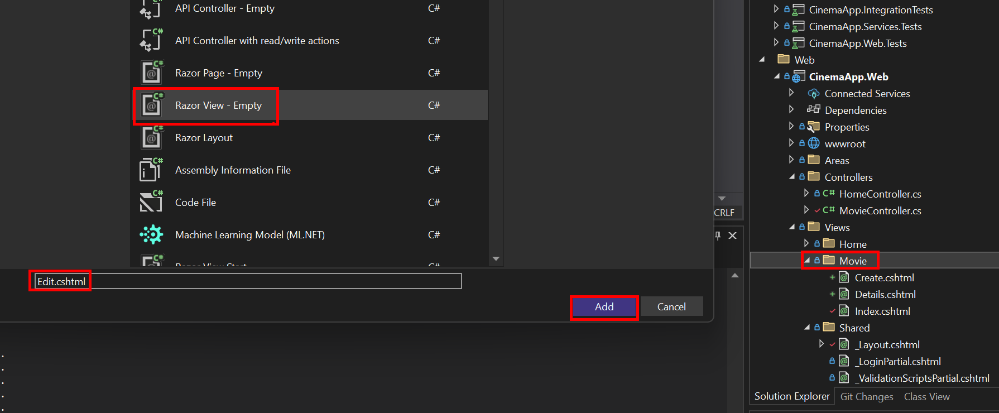 API Controller - Empty C#
API Controller with read/write actions C#
Razor Page - Empty C#
Razor View - Empty C#
Razor Layout C#
Assembly Information File C#
Code File C#
Machine Learning Model (ML.NET) C#
Razor View Start C#
Edit.cshtml
Add
Cancel
CRLF
CinemaApp.IntegrationTests
CinemaApp.Services.Tests
CinemaApp.Web.Tests
Web
CinemaApp.Web
Connected Services
Dependencies
Properties
wwwroot
Areas
Controllers
C# HomeController.cs
C# MovieController.cs
Views
Home
Movie
Create.cshtml
Details.cshtml
Index.cshtml
Shared
_Layout.cshtml
_LoginPartial.cshtml
_ValidationScriptsPartial.cshtml
Solution Explorer Git Changes Class View